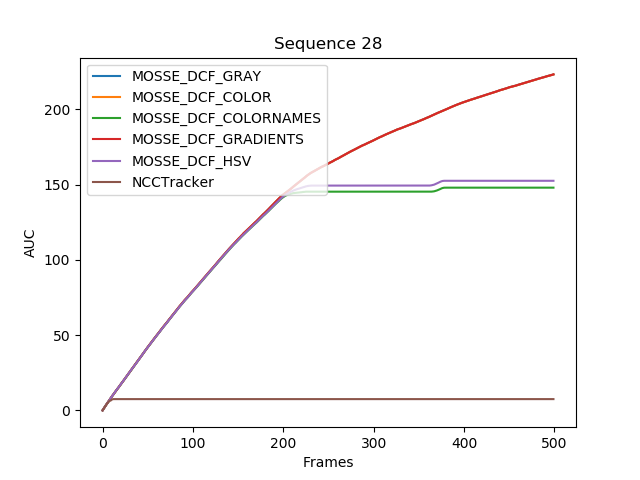 Sequence 28
MOSSE_DCF_GRAY
MOSSE_DCF_COLOR
MOSSE_DCF_COLORNAMES
MOSSE_DCF_GRADIENTS
MOSSE_DCF_HSV
NCCTracker
AUC
200
150
100
50
0
0 100 200 300 400 500
Frames